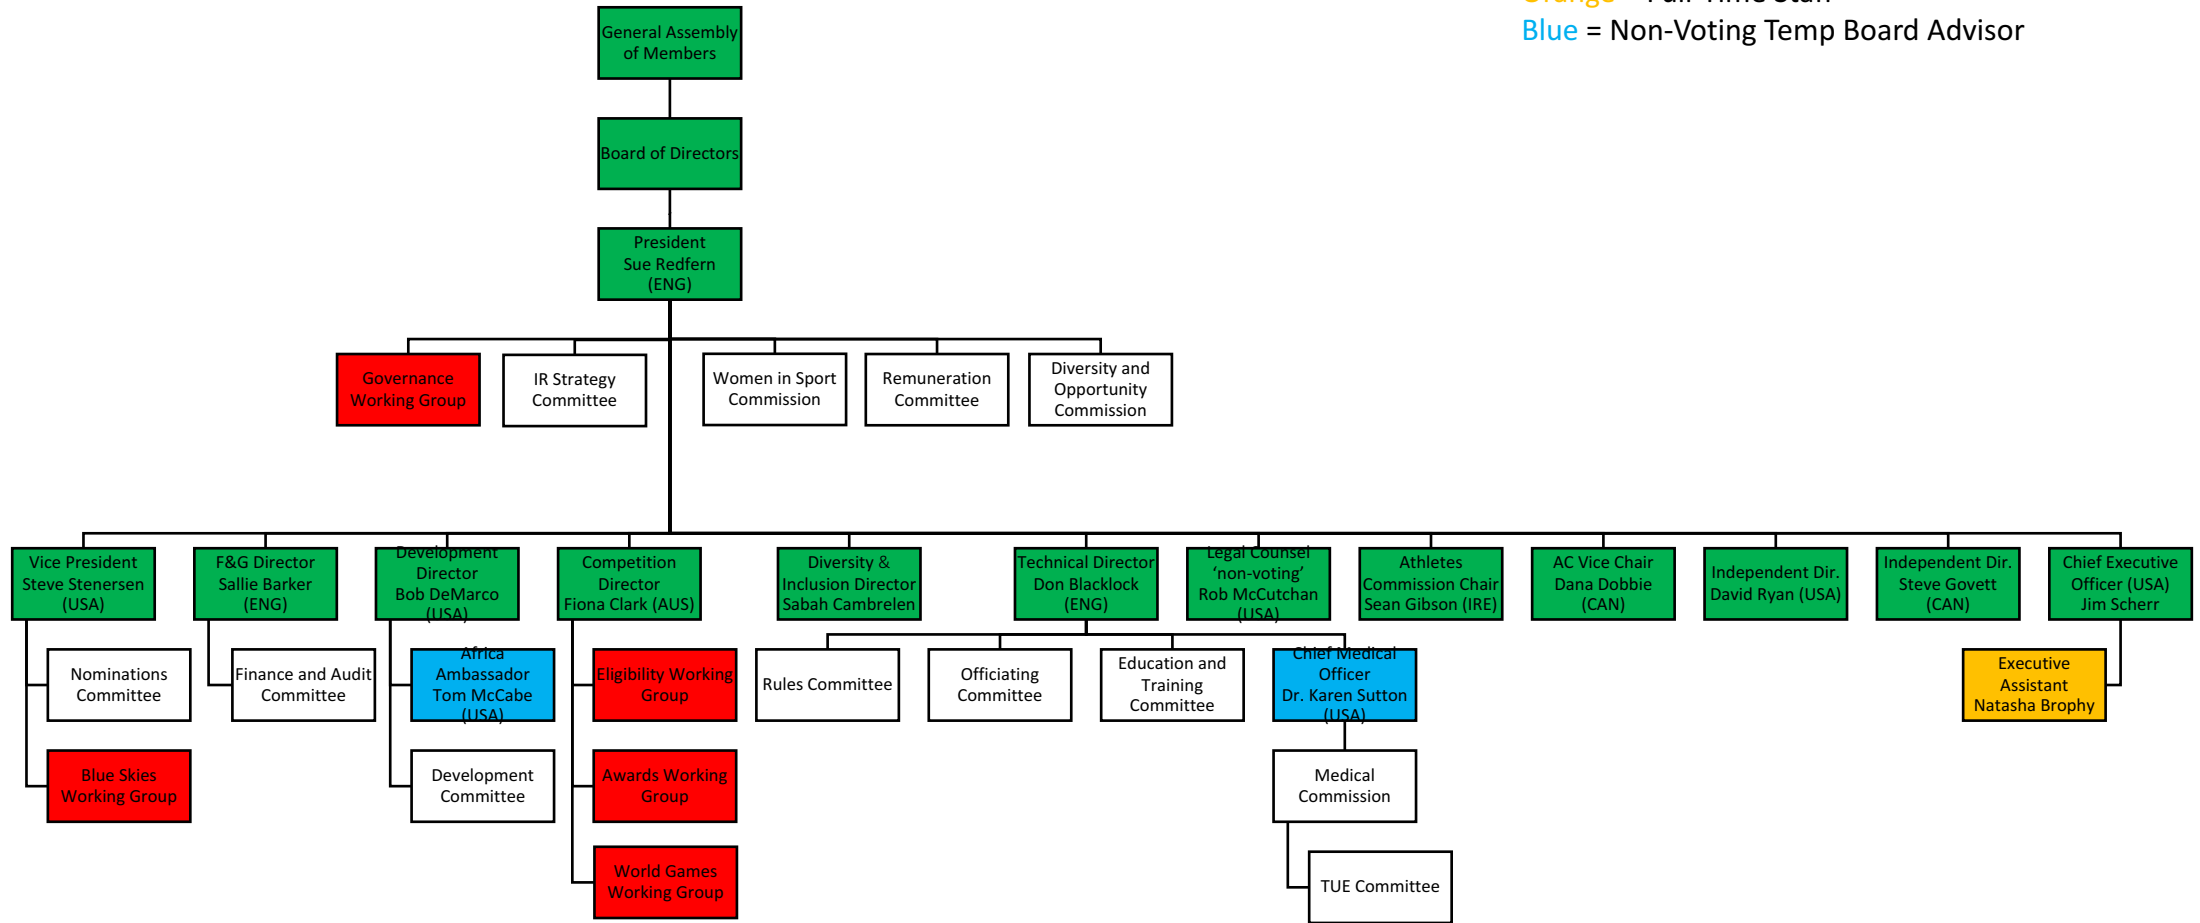 Orange = Full Time Staff
Blue = Non-Voting Temp Board Advisor
General Assembly
of Members
Board of Directors
President
Sue Redfern
(ENG)
Governance
Working Group
IR Strategy
Committee
Women in Sport
Commission
Remuneration
Committee
Diversity and
Opportunity
Commission
Vice President
Steve Stenersen
(USA)
F&G Director
Sallie Barker
(ENG)
Development
Director
Bob DeMarco
(USA)
Competition
Director
Fiona Clark (AUS)
Diversity &
Inclusion Director
Sabah Cambrelen
Technical Director
Don Blacklock
(ENG)
Legal Counsel
‘non-voting’
Rob McCutchan
(USA)
Athletes
Commission Chair
Sean Gibson (IRE)
AC Vice Chair
Dana Dobbie
(CAN)
Independent Dir.
David Ryan (USA)
Independent Dir.
Steve Govett
(CAN)
Chief Executive
Officer (USA)
Jim Scherr
Nominations
Committee
Finance and Audit
Committee
Africa
Ambassador
Tom McCabe
(USA)
Eligibility Working
Group
Rules Committee
Officiating
Committee
Education and
Training
Committee
Chief Medical
Officer
Dr. Karen Sutton
(USA)
Executive
Assistant
Natasha Brophy
Blue Skies
Working Group
Development
Committee
Awards Working
Group
Medical
Commission
World Games
Working Group
TUE Committee